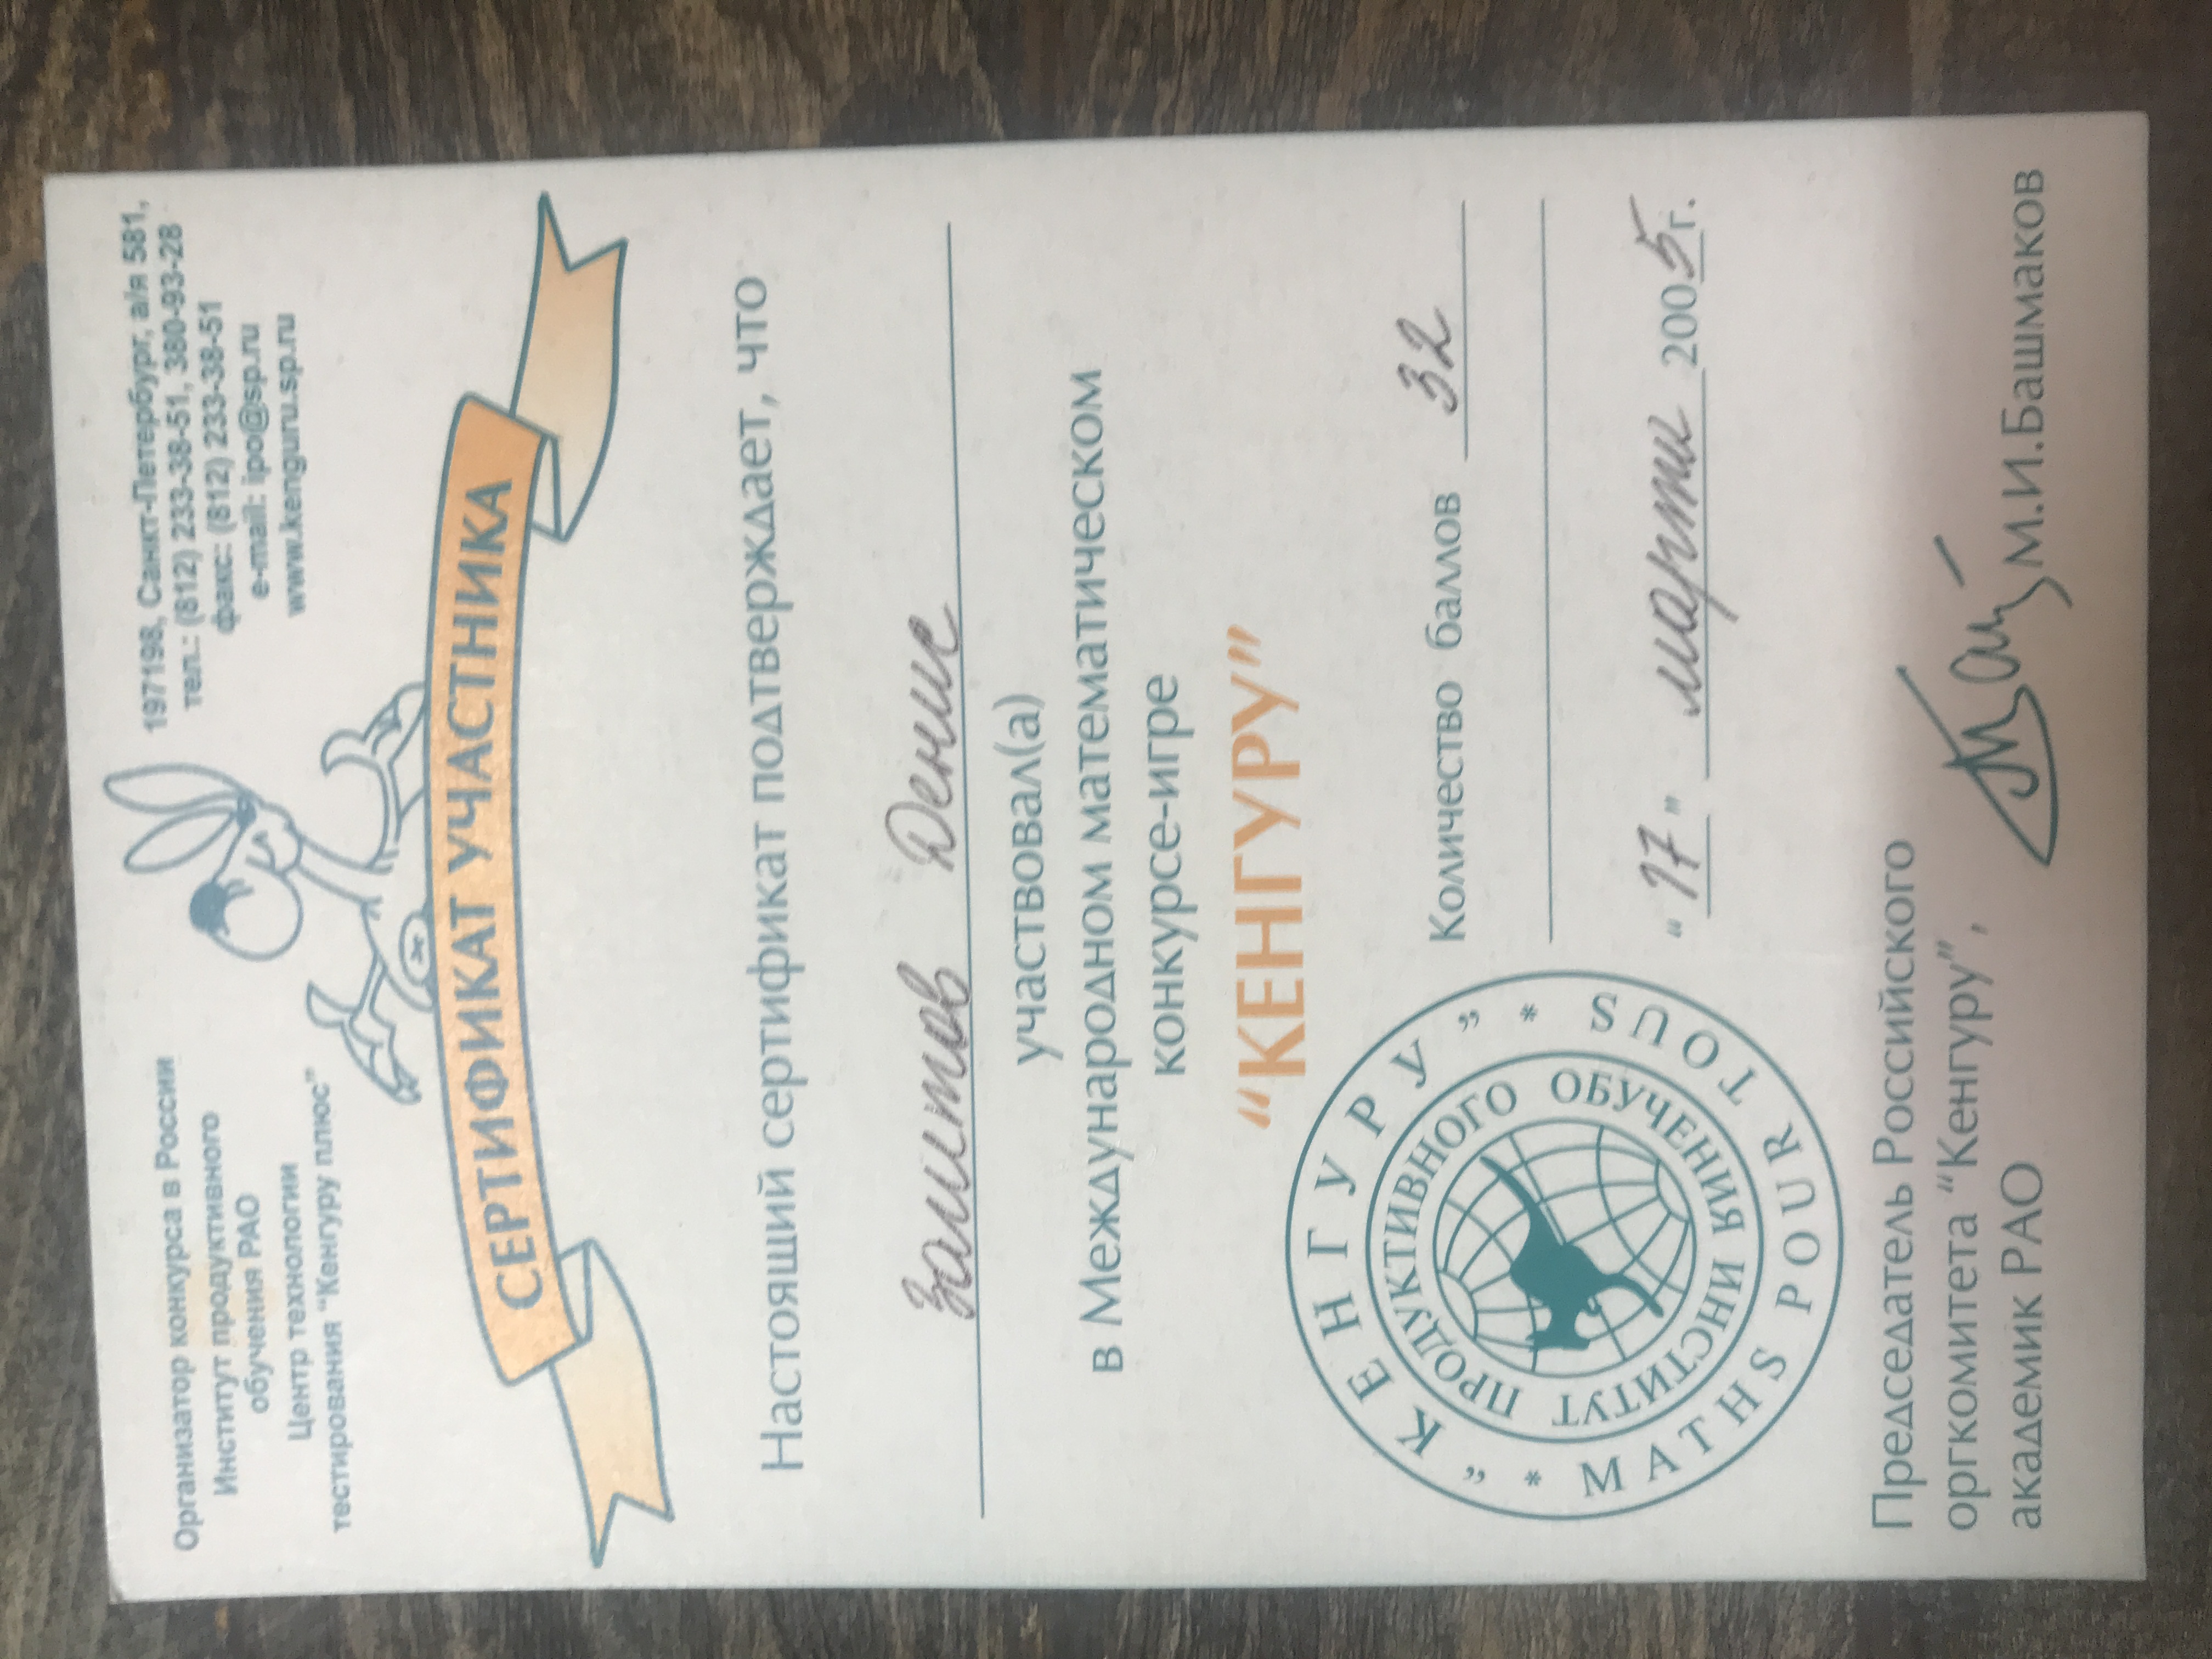 Организатор конкурса в России
Институт продуктивного
обучения РАО
Центр технологии
тестирования “Кенгуру плюс”
197198, Санкт-Петербург, а/я 581,
тел.: (812) 233-38-51, 380-93-28
факс: (812) 233-38-51
e-mail: ipo@sp.ru
www.kenguru.sp.ru
СЕРТИФИКАТ УЧАСТНИКА
Настоящий сертификат подтверждает, что
Денис
участвовал(а)
в Международном математическом
конкурсе-игре
“КЕНГУРУ”
* “КЕНГУРУ” * MATHS POUR TOUS
ИНСТИТУТ ПРОДУКТИВНОГО ОБУЧЕНИЯ
Количество баллов 32
“17” марта 2005г.
Председатель Российского
оргкомитета “Кенгуру”,
академик РАО
М.И.Башмаков